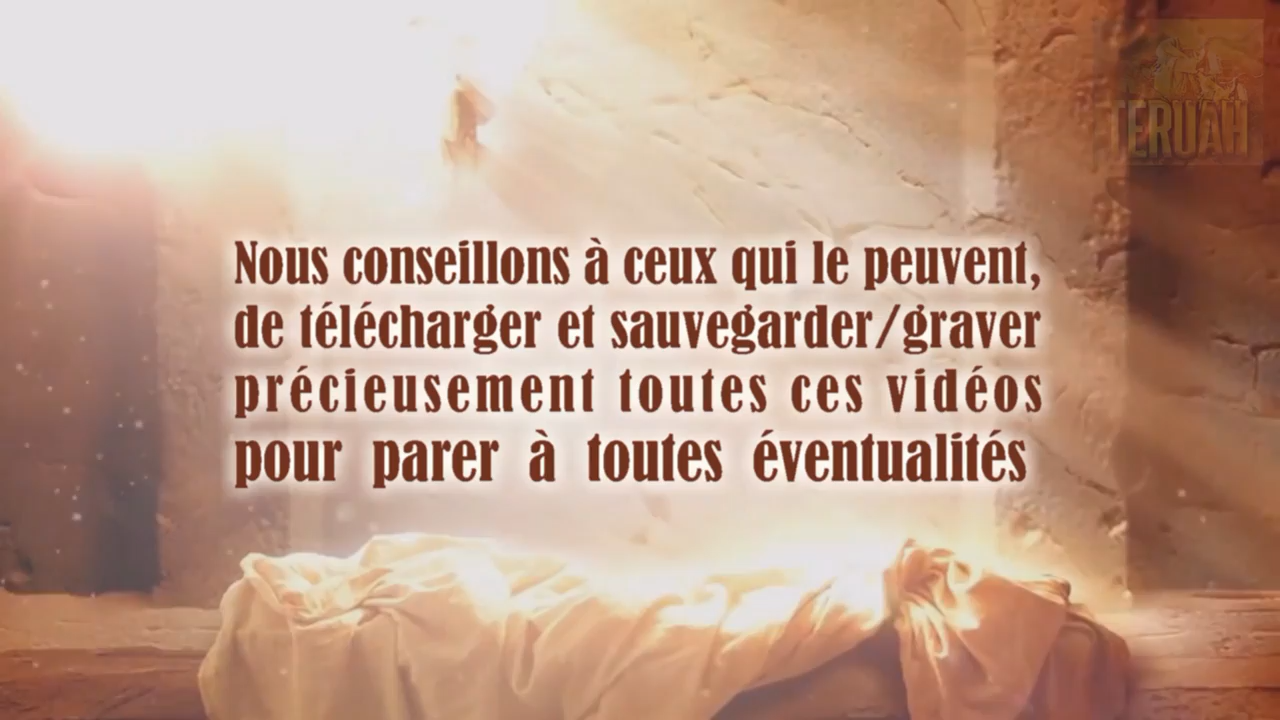 TERUAH
Nous conseillons à ceux qui le peuvent,
de télécharger et sauvegarder/graver
précieusement toutes ces vidéos
pour parer à toutes éventualités